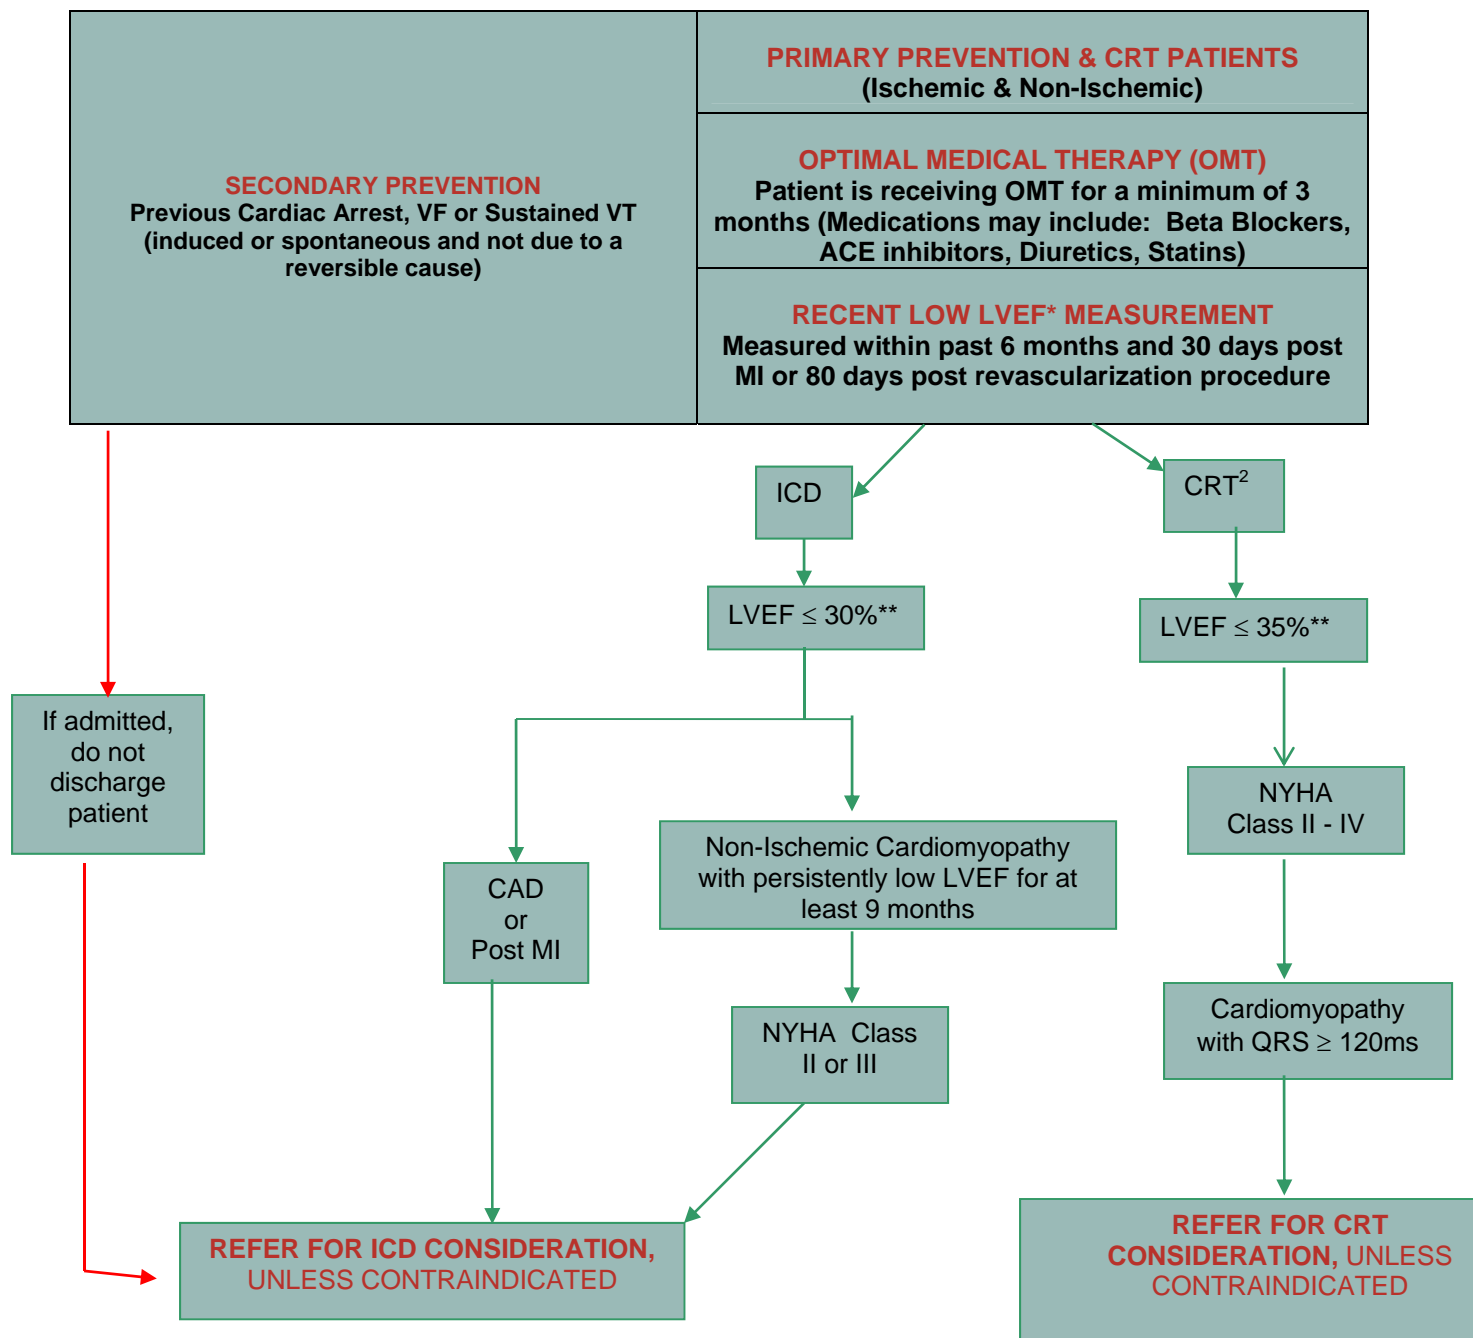 SECONDARY PREVENTION
Previous Cardiac Arrest, VF or Sustained VT
(induced or spontaneous and not due to a
reversible cause)
PRIMARY PREVENTION & CRT PATIENTS
(Ischemic & Non-Ischemic)
OPTIMAL MEDICAL THERAPY (OMT)
Patient is receiving OMT for a minimum of 3
months (Medications may include:  Beta Blockers,
ACE inhibitors, Diuretics, Statins)
RECENT LOW LVEF* MEASUREMENT
Measured within past 6 months and 30 days post
MI or 80 days post revascularization procedure
ICD
CRT²
LVEF ≤ 30%**
LVEF ≤ 35%**
If admitted,
do not
discharge
patient
CAD
or
Post MI
Non-Ischemic Cardiomyopathy
with persistently low LVEF for at
least 9 months
NYHA
Class II - IV
NYHA  Class
II or III
Cardiomyopathy
with QRS ≥ 120ms
REFER FOR ICD CONSIDERATION,
UNLESS CONTRAINDICATED
REFER FOR CRT
CONSIDERATION, UNLESS
CONTRAINDICATED